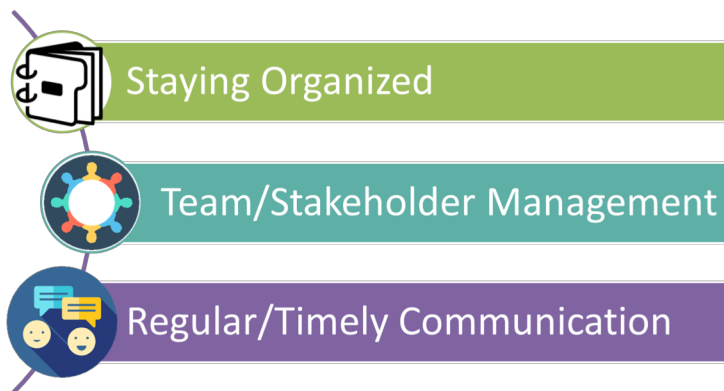 Staying Organized
Team/Stakeholder Management
Regular/Timely Communication